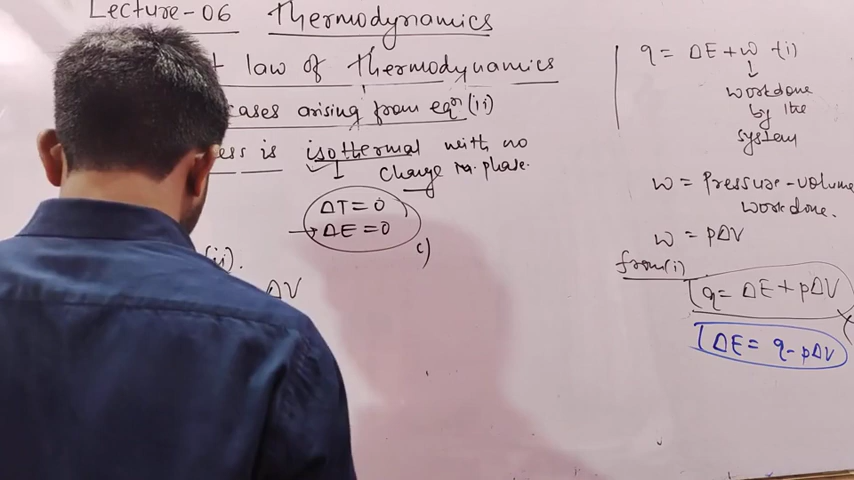 Lecture-06 Thermodynamics
law of Thermodynamics
cases arising from eqn(ii)
is isothermal with no
change in phase.
ΔT=0
→ ΔE=0
c)
(ii).
ΔV
q = ΔE+w -(i)
↓
workdone
by the
system
w = Pressure-volume
workdone.
w = pΔV
from(i)
q = ΔE + pΔV
ΔE = q-pΔV